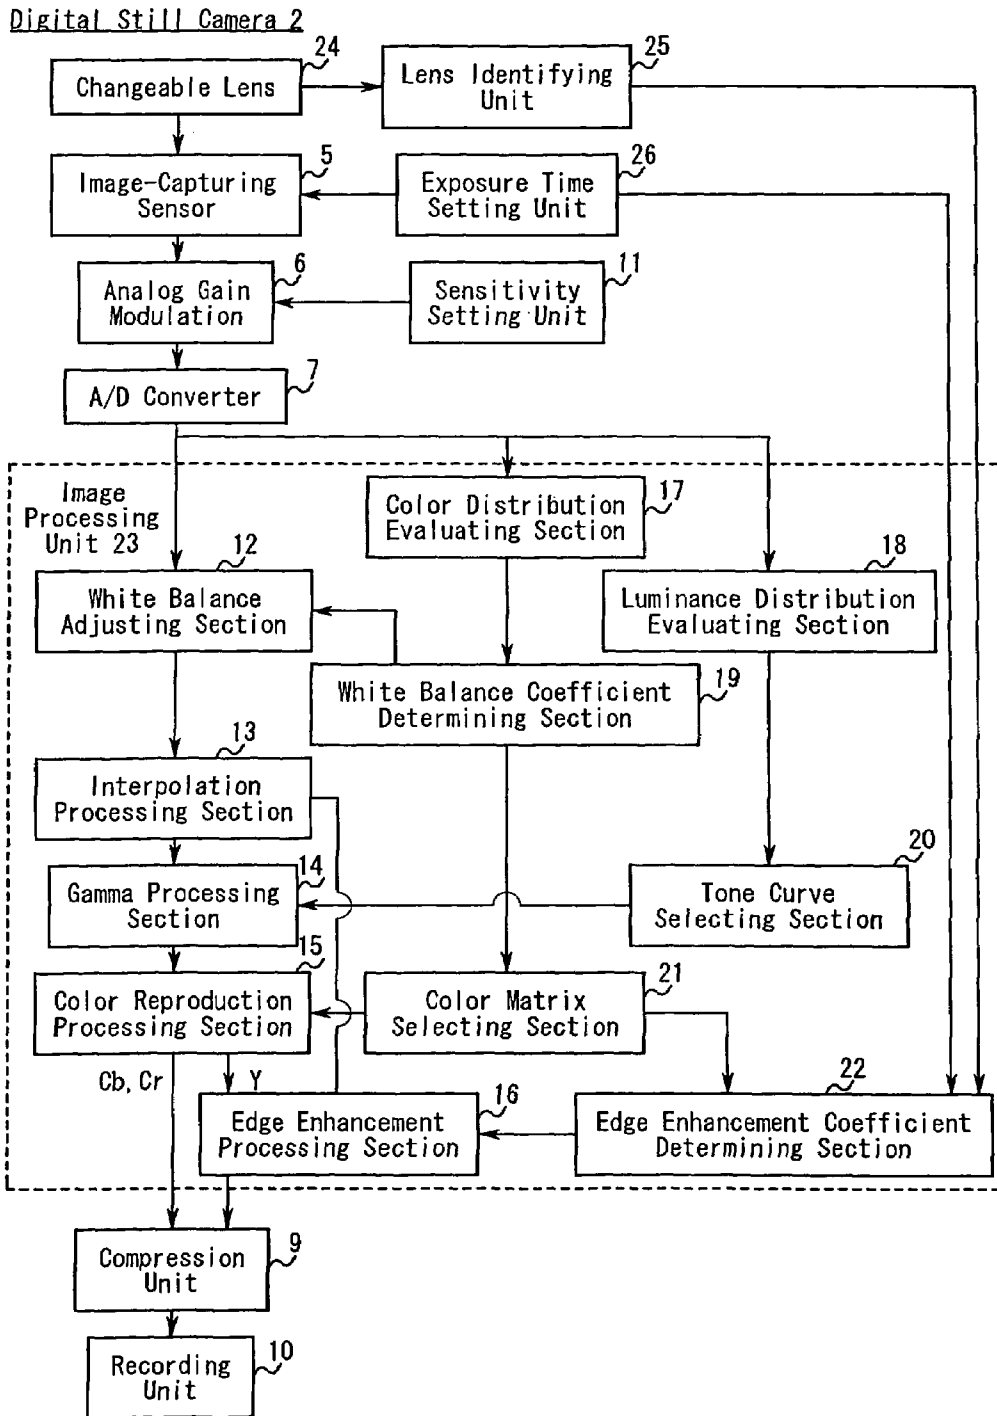 Digital Still Camera 2
24
Changeable Lens
25
Lens Identifying
Unit
5
Image-Capturing
Sensor
26
Exposure Time
Setting Unit
6
Analog Gain
Modulation
11
Sensitivity
Setting Unit
7
A/D Converter
Image
Processing
Unit 23
17
Color Distribution
Evaluating Section
12
White Balance
Adjusting Section
18
Luminance Distribution
Evaluating Section
19
White Balance Coefficient
Determining Section
13
Interpolation
Processing Section
14
Gamma Processing
Section
20
Tone Curve
Selecting Section
15
Color Reproduction
Processing Section
21
Color Matrix
Selecting Section
Cb, Cr
Y
16
Edge Enhancement
Processing Section
22
Edge Enhancement Coefficient
Determining Section
9
Compression
Unit
10
Recording
Unit